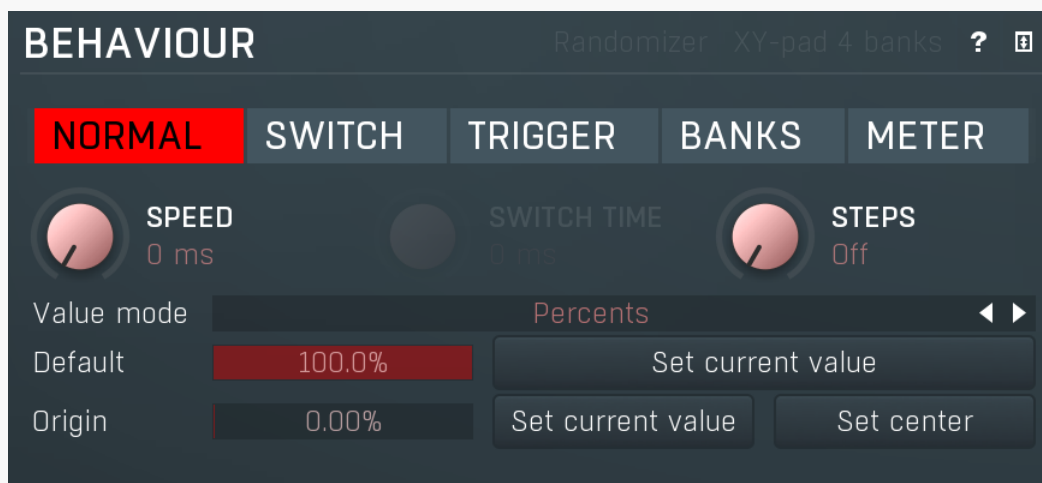 BEHAVIOUR Randomizer XY-pad 4 banks ?
NORMAL SWITCH TRIGGER BANKS METER
SPEED SWITCH TIME STEPS
0 ms 0 ms Off
Value mode Percents
Default 100.0% Set current value
Origin 0.00% Set current value Set center